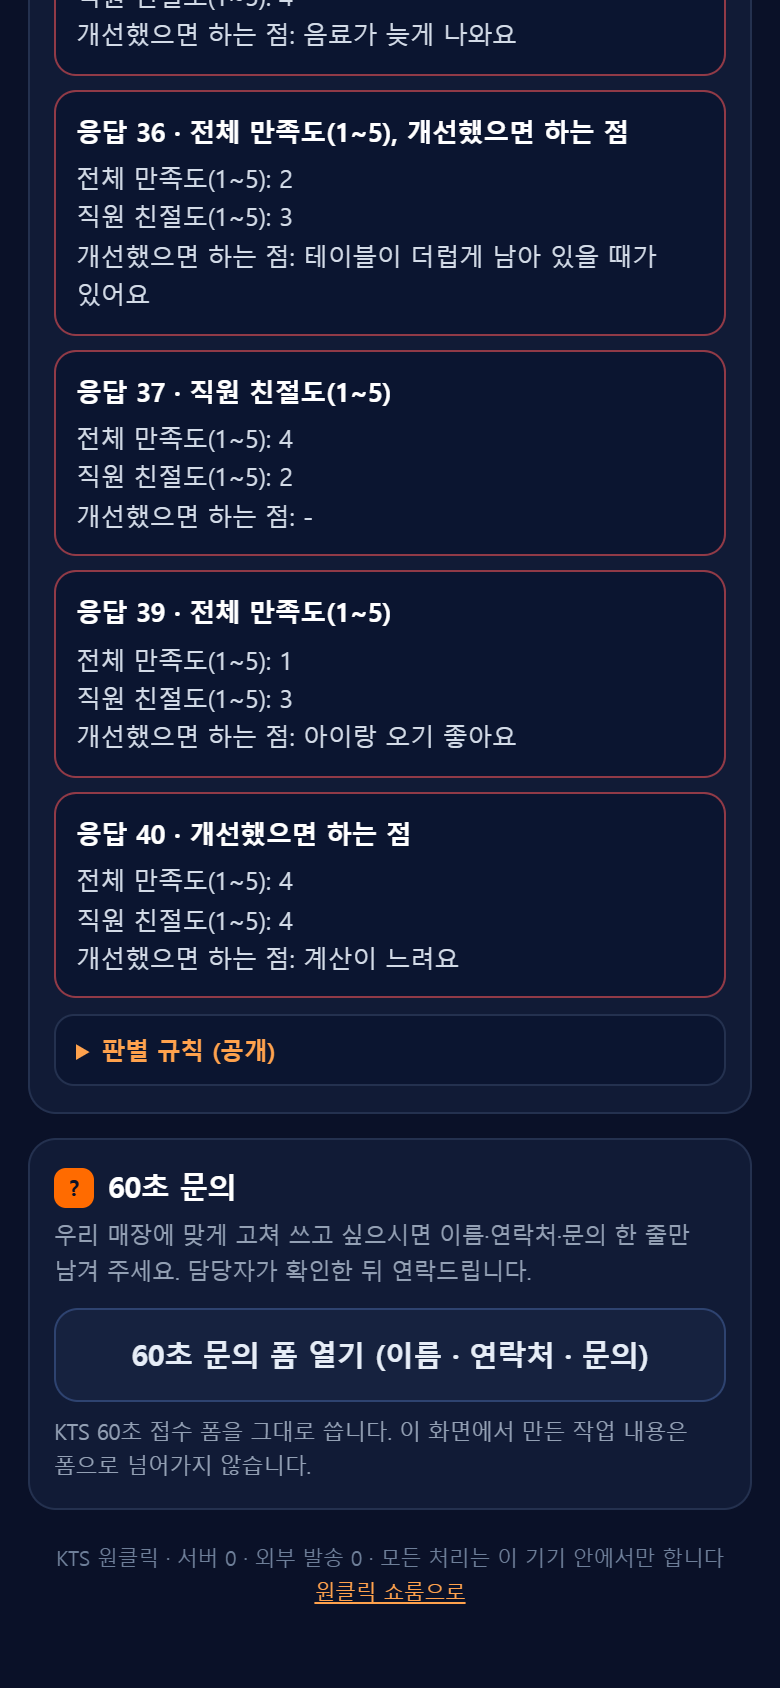 직원 친절도(1~5): 4
개선했으면 하는 점: 음료가 늦게 나와요
응답 36 · 전체 만족도(1~5), 개선했으면 하는 점
전체 만족도(1~5): 2
직원 친절도(1~5): 3
개선했으면 하는 점: 테이블이 더럽게 남아 있을 때가
있어요
응답 37 · 직원 친절도(1~5)
전체 만족도(1~5): 4
직원 친절도(1~5): 2
개선했으면 하는 점: -
응답 39 · 전체 만족도(1~5)
전체 만족도(1~5): 1
직원 친절도(1~5): 3
개선했으면 하는 점: 아이랑 오기 좋아요
응답 40 · 개선했으면 하는 점
전체 만족도(1~5): 4
직원 친절도(1~5): 4
개선했으면 하는 점: 계산이 느려요
▶ 판별 규칙 (공개)
? 60초 문의
우리 매장에 맞게 고쳐 쓰고 싶으시면 이름·연락처·문의 한 줄만
남겨 주세요. 담당자가 확인한 뒤 연락드립니다.
60초 문의 폼 열기 (이름 · 연락처 · 문의)
KTS 60초 접수 폼을 그대로 씁니다. 이 화면에서 만든 작업 내용은
폼으로 넘어가지 않습니다.
KTS 원클릭 · 서버 0 · 외부 발송 0 · 모든 처리는 이 기기 안에서만 합니다
원클릭 쇼룸으로